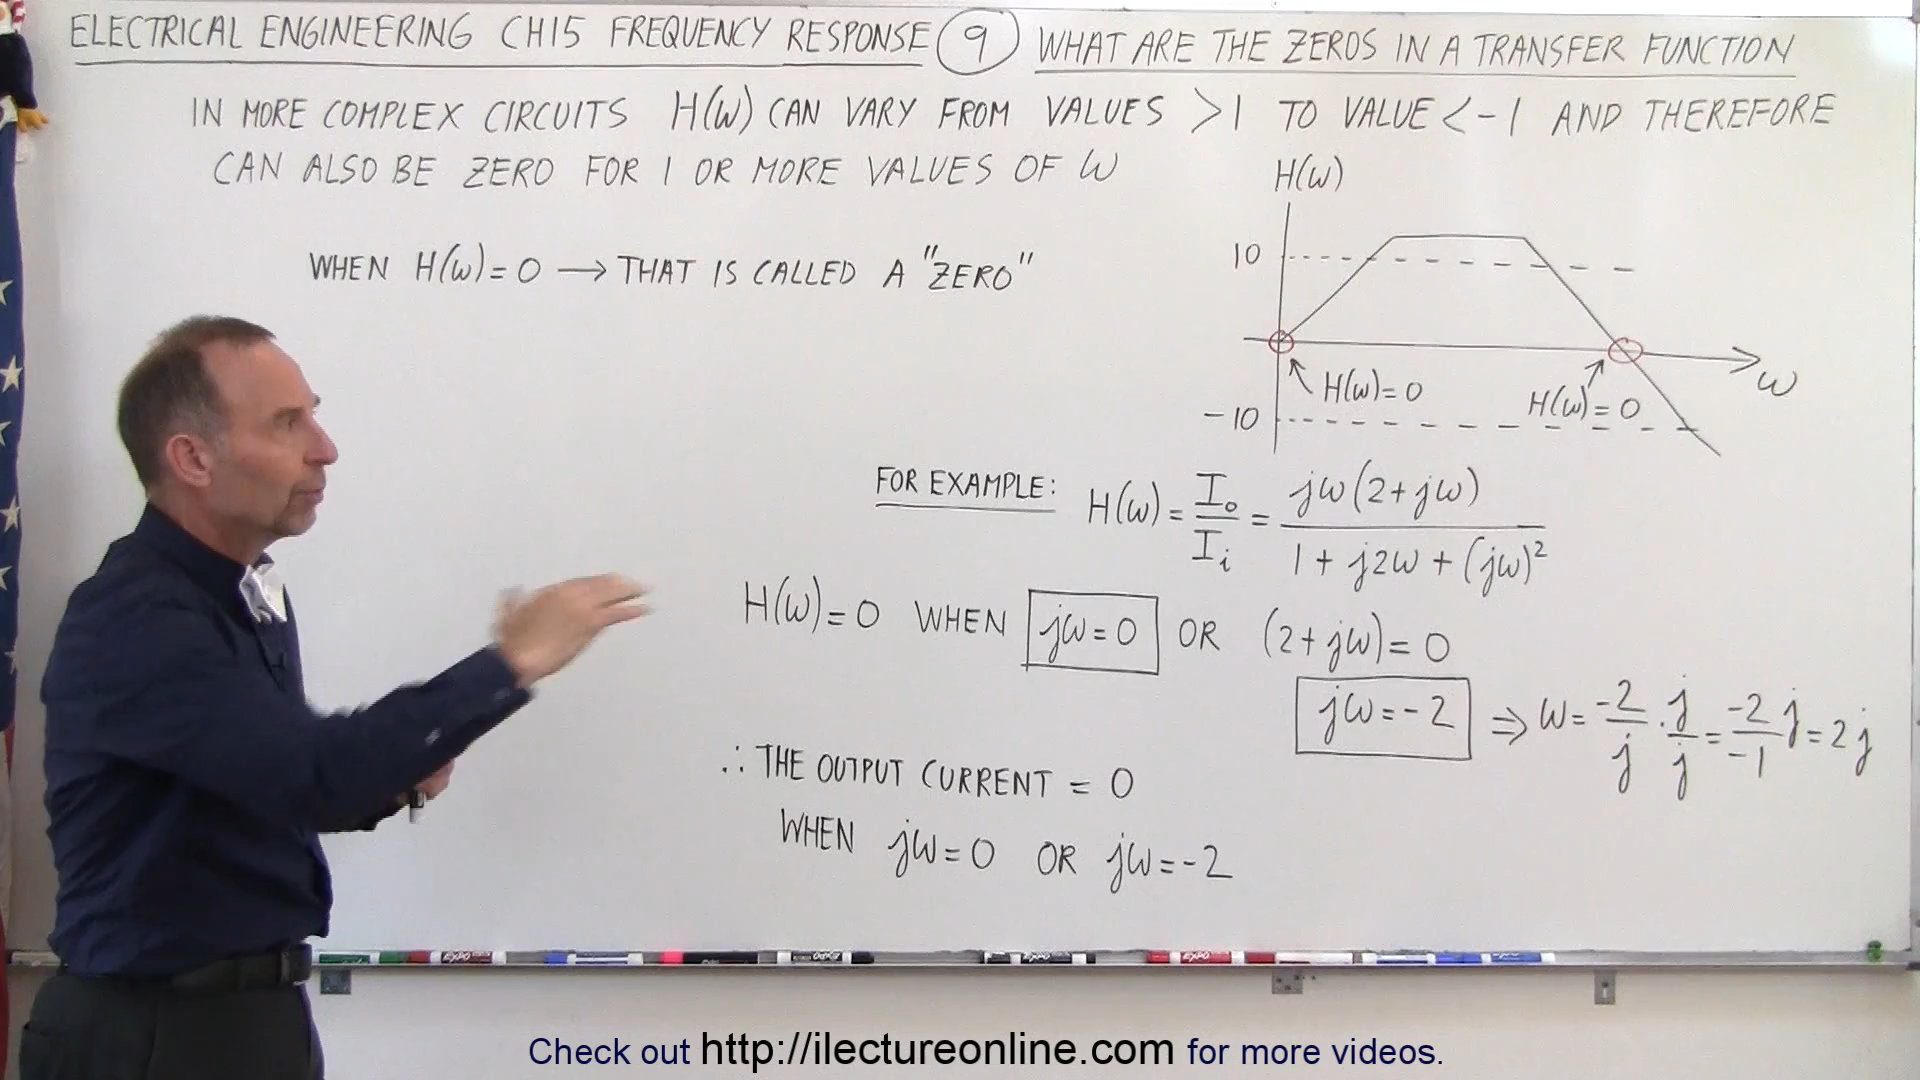 ELECTRICAL ENGINEERING CH15 FREQUENCY RESPONSE 9 WHAT ARE THE ZEROS IN A TRANSFER FUNCTION
IN MORE COMPLEX CIRCUITS H(ω) CAN VARY FROM VALUES >1 TO VALUE < -1 AND THEREFORE
CAN ALSO BE ZERO FOR 1 OR MORE VALUES OF ω
H(ω)
WHEN H(ω) = 0 → THAT IS CALLED A "ZERO"
10
H(ω) = 0
H(ω) = 0
ω
-10
FOR EXAMPLE: H(ω) = I₀/Iᵢ = jω(2+jω) / 1 + j2ω + (jω)²
H(ω) = 0 WHEN jω = 0 OR (2+jω) = 0
jω = -2 ⇒ ω = -2/j · j/j = -2/-1 j = 2j
∴ THE OUTPUT CURRENT = 0
WHEN jω = 0 OR jω = -2
EXPO EXPO EXPO EXPO
Check out http://ilectureonline.com for more videos.